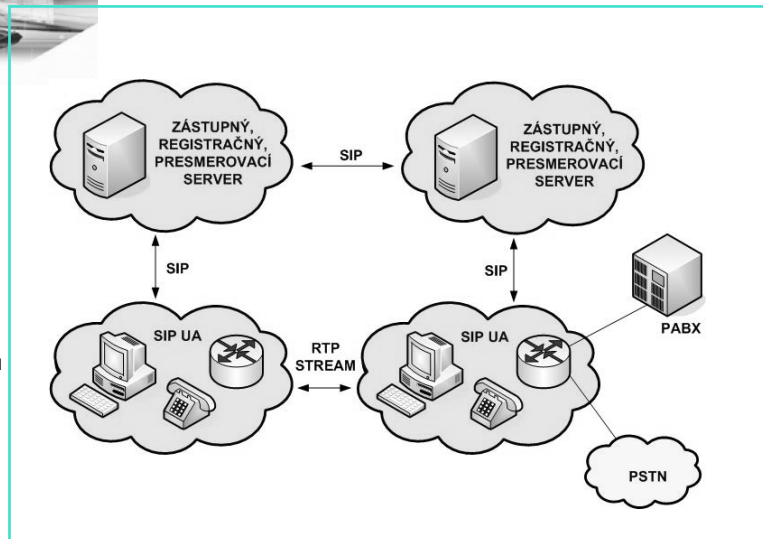 ZÁSTUPNÝ,
REGISTRAČNÝ,
PRESMEROVACÍ
SERVER
SIP
ZÁSTUPNÝ,
REGISTRAČNÝ,
PRESMEROVACÍ
SERVER
SIP
SIP
SIP UA
RTP
STREAM
SIP UA
PABX
PSTN